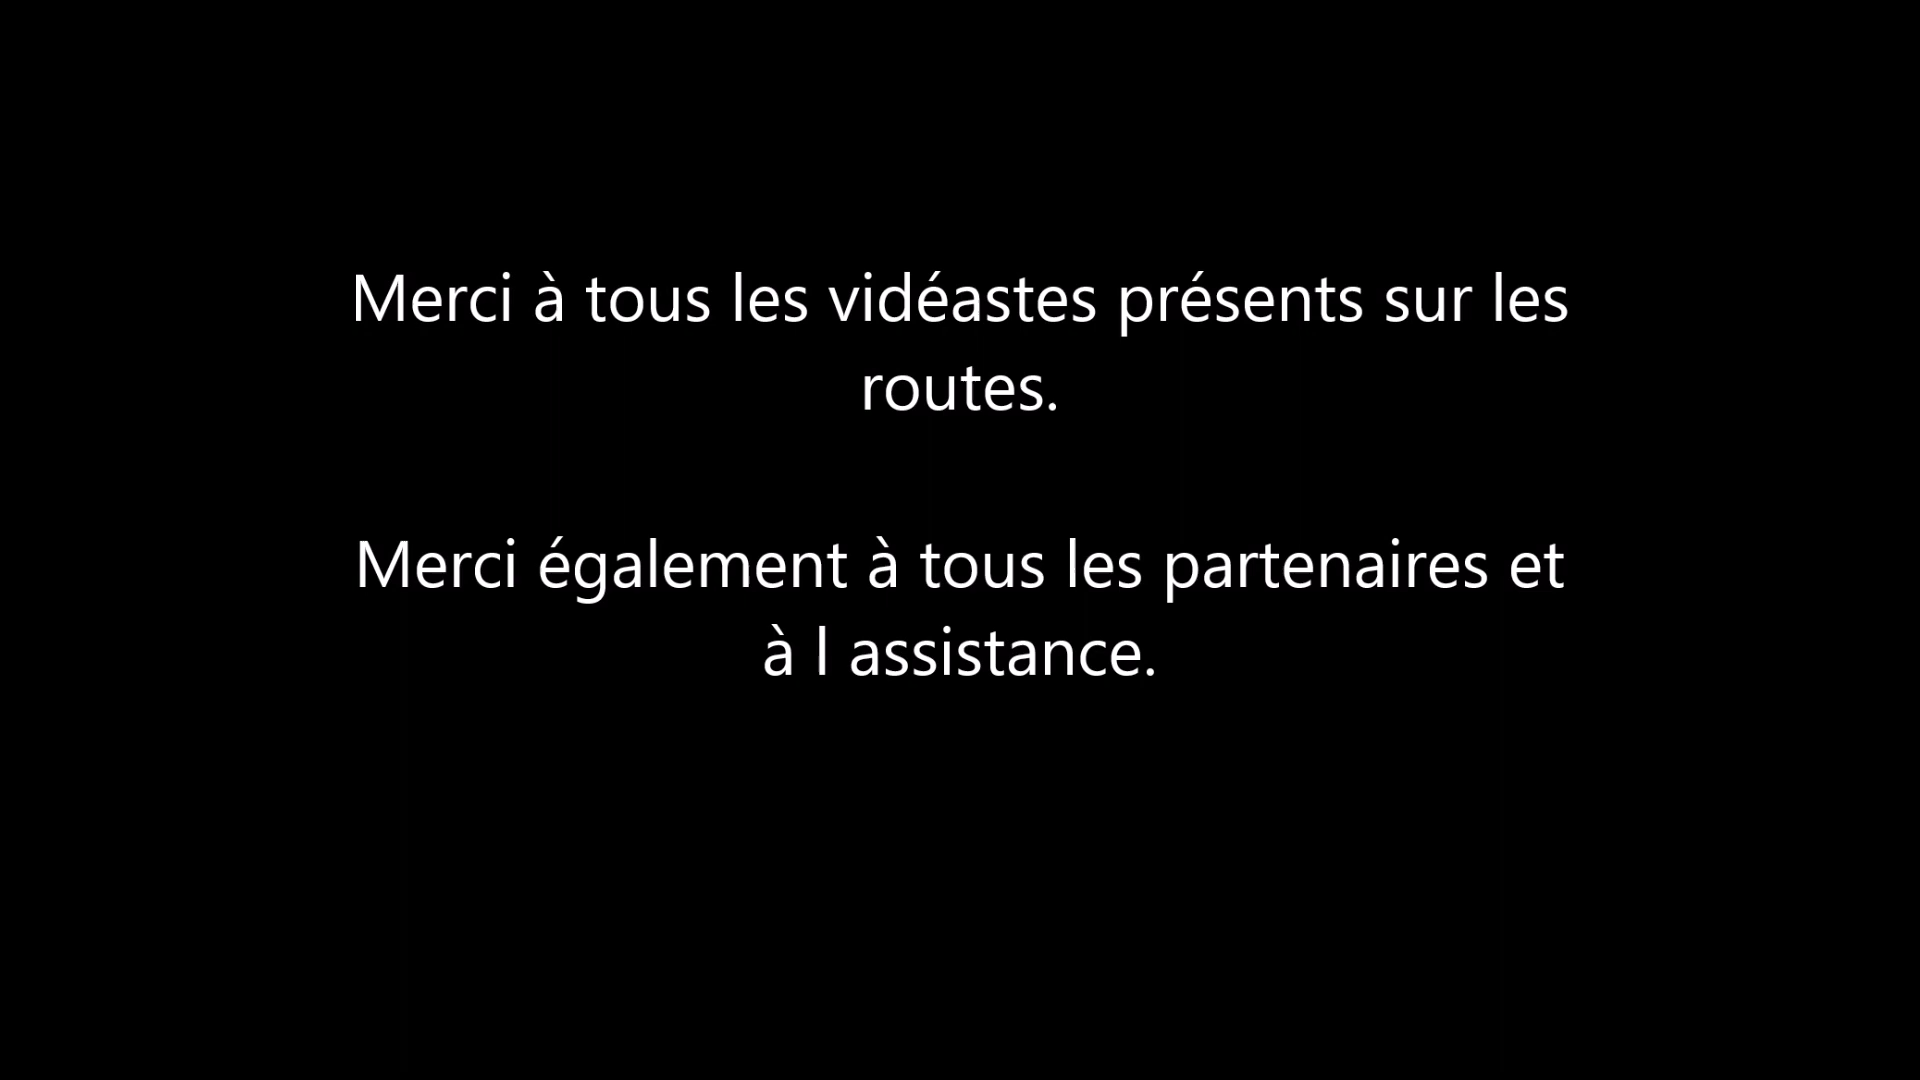 Merci à tous les vidéastes présents sur les
routes.
Merci également à tous les partenaires et
à l assistance.